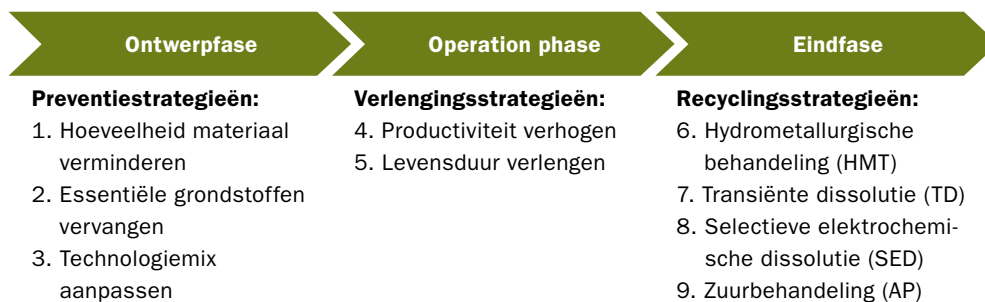 Ontwerpfase
Operation phase
Eindfase
Preventiestrategieën:
1. Hoeveelheid materiaal
verminderen
2. Essentiële grondstoffen
vervangen
3. Technologiemix
aanpassen
Verlengingsstrategieën:
4. Productiviteit verhogen
5. Levensduur verlengen
Recyclingsstrategieën:
6. Hydrometallurgische
behandeling (HMT)
7. Transiënte dissolutie (TD)
8. Selectieve elektrochemi-
sche dissolutie (SED)
9. Zuurbehandeling (AP)